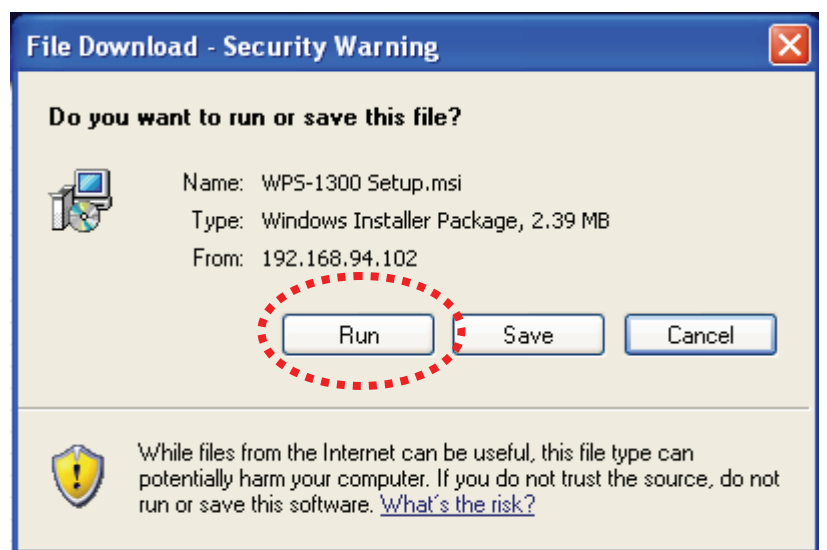 File Download - Security Warning
Do you want to run or save this file?
Name: WPS-1300 Setup.msi
Type: Windows Installer Package, 2.39 MB
From: 192.168.94.102
Run Save Cancel
While files from the Internet can be useful, this file type can
potentially harm your computer. If you do not trust the source, do not
run or save this software. What's the risk?